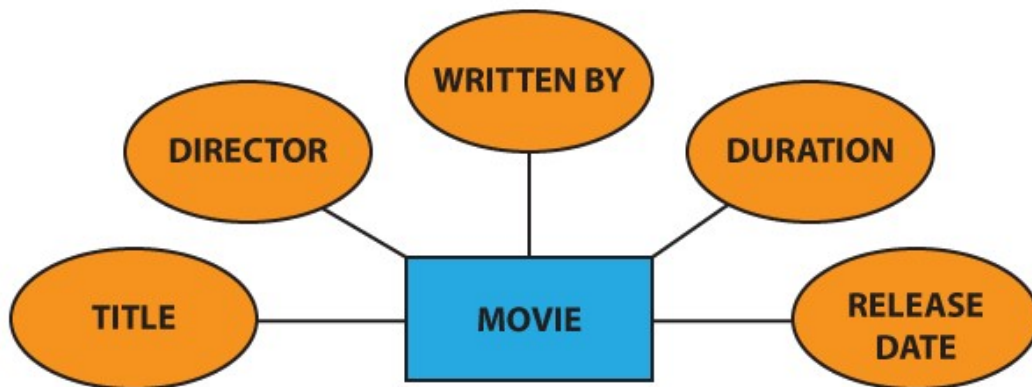 WRITTEN BY
DIRECTOR
DURATION
TITLE
MOVIE
RELEASE
DATE